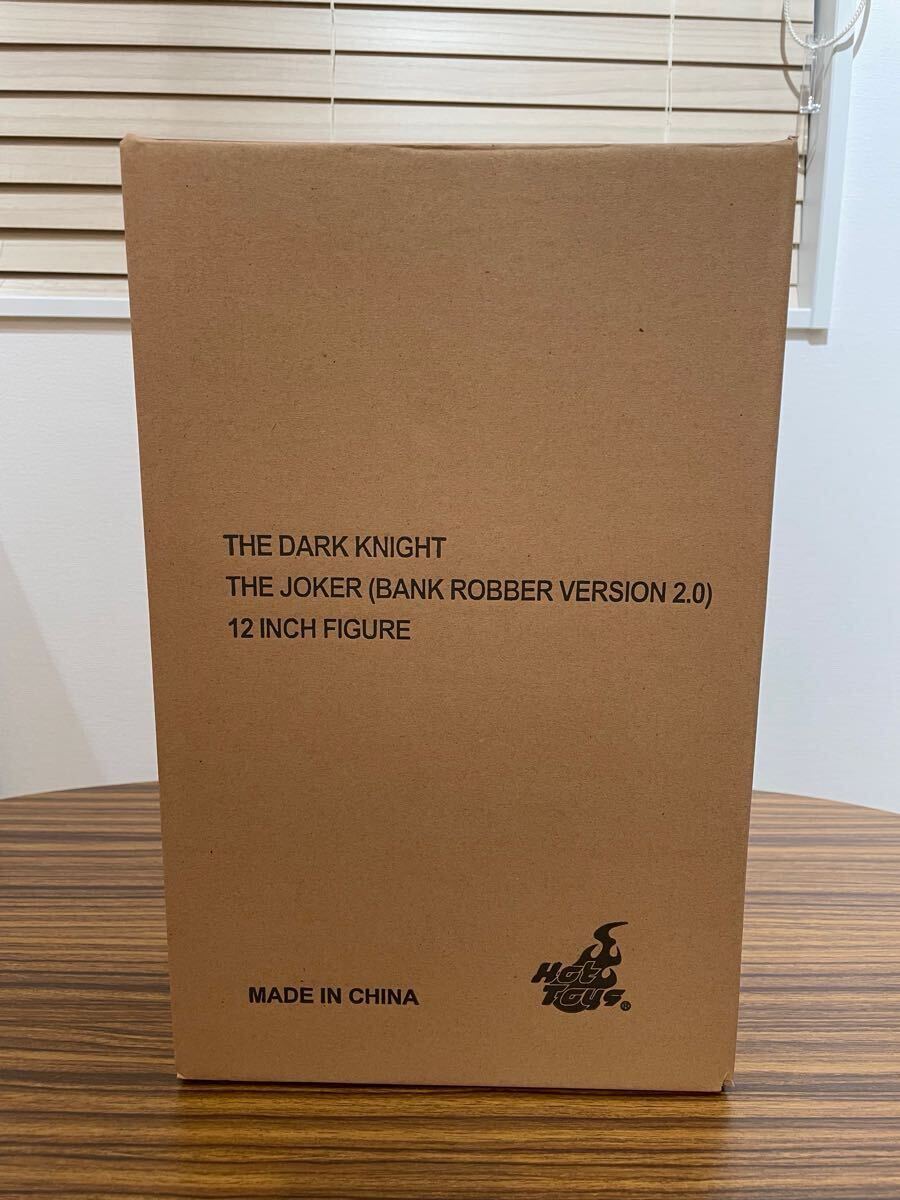 THE DARK KNIGHT
THE JOKER (BANK ROBBER VERSION 2.0)
12 INCH FIGURE
MADE IN CHINA
Hot
Toys®